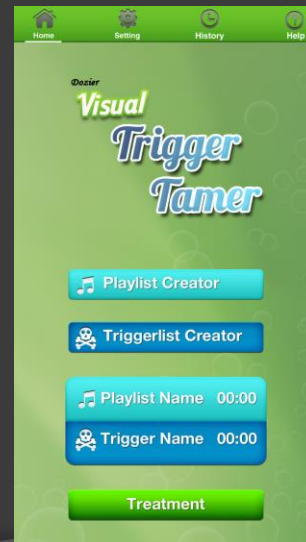 Home Setting History Help
Dozier
Visual
Trigger
Tamer
Playlist Creator
Triggerlist Creator
Playlist Name 00:00
Trigger Name 00:00
Treatment